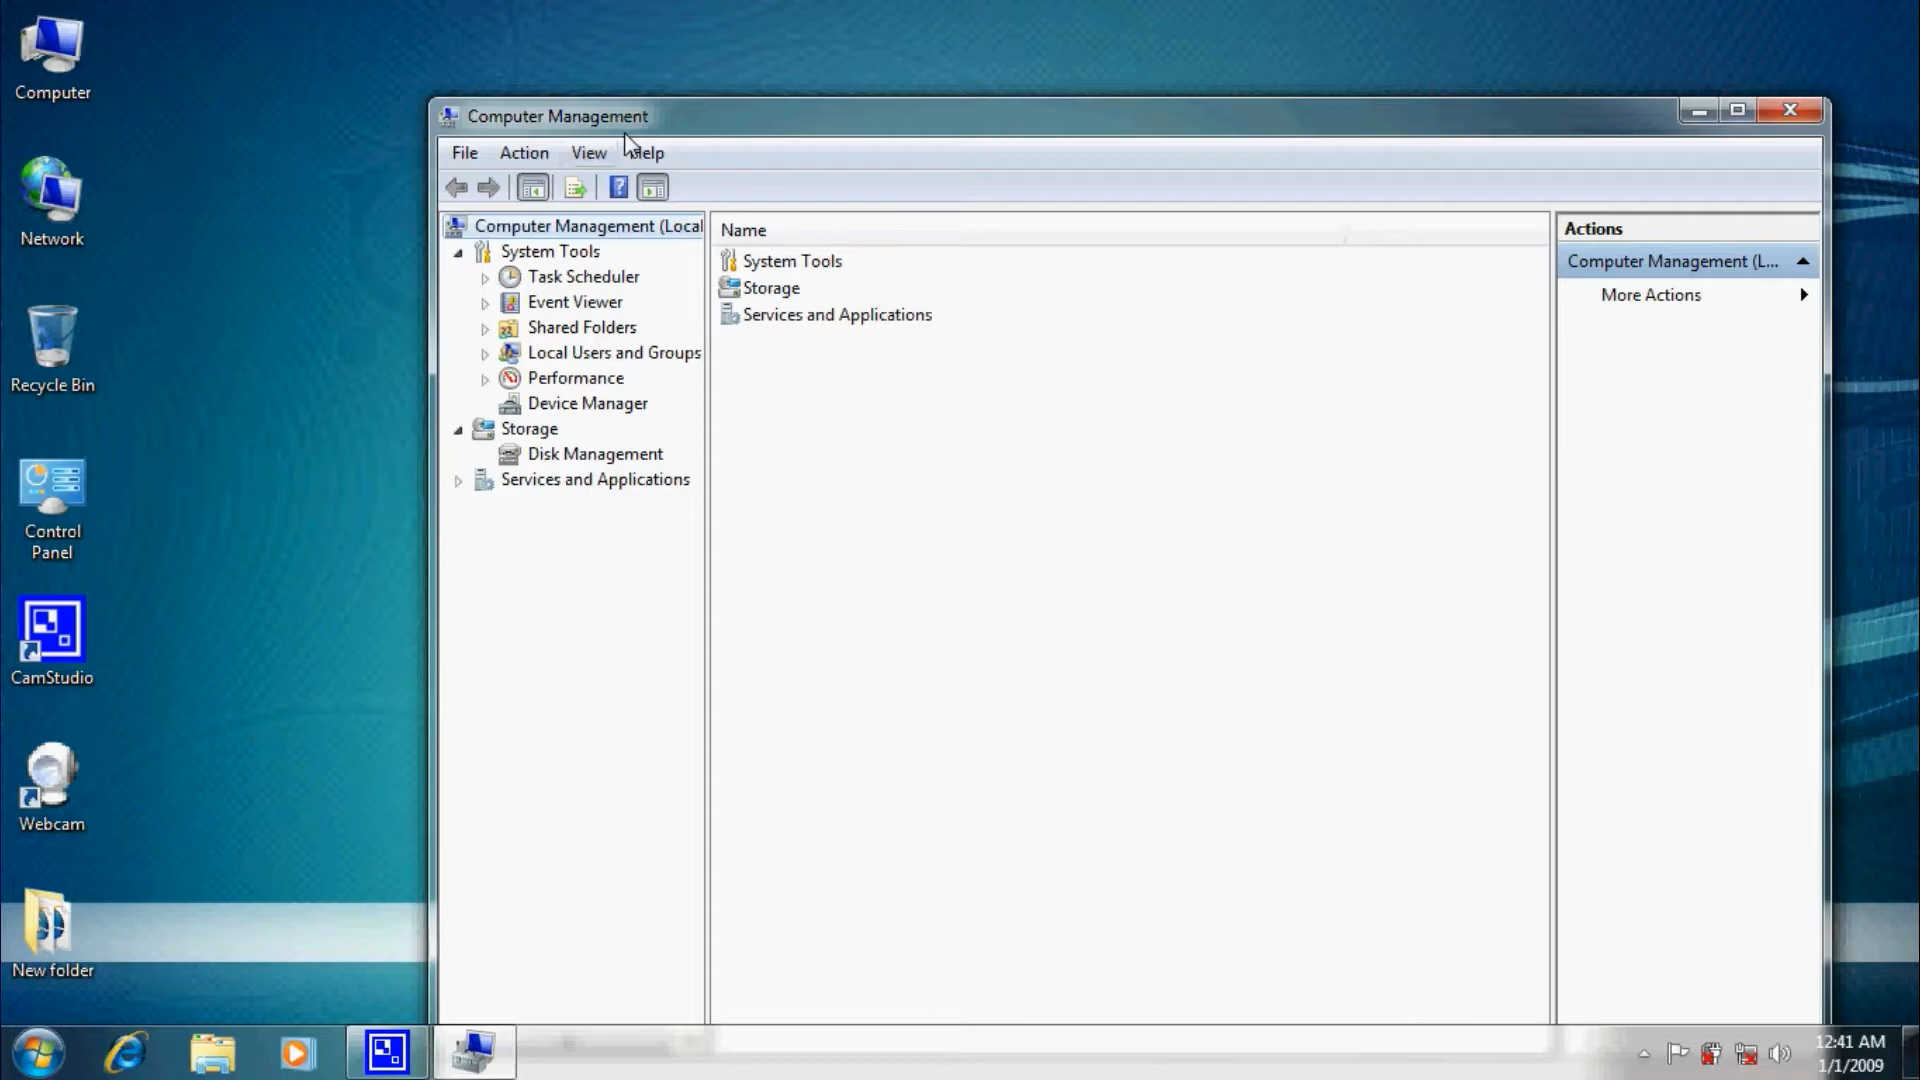 Computer
Network
Recycle Bin
Control
Panel
CamStudio
Webcam
New folder
Computer Management
File Action View Help
Computer Management (Local
System Tools
Task Scheduler
Event Viewer
Shared Folders
Local Users and Groups
Performance
Device Manager
Storage
Disk Management
Services and Applications
Name
System Tools
Storage
Services and Applications
Actions
Computer Management (L...
More Actions
12:41 AM
1/1/2009